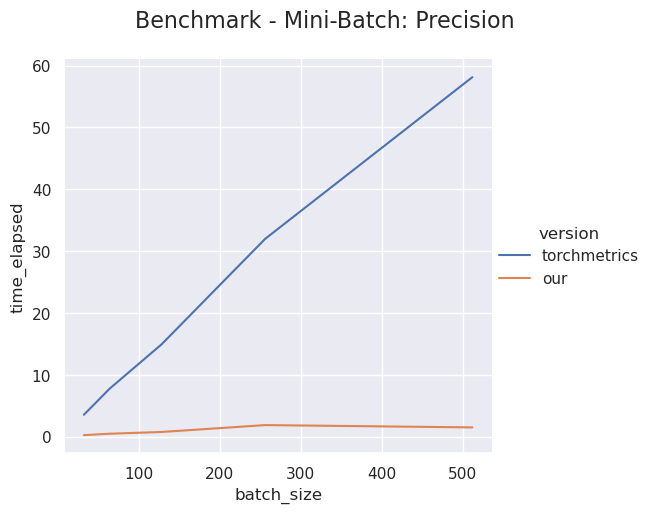 Benchmark - Mini-Batch: Precision
60
50
40
30
20
10
0
time_elapsed
100 200 300 400 500
batch_size
version
torchmetrics
our